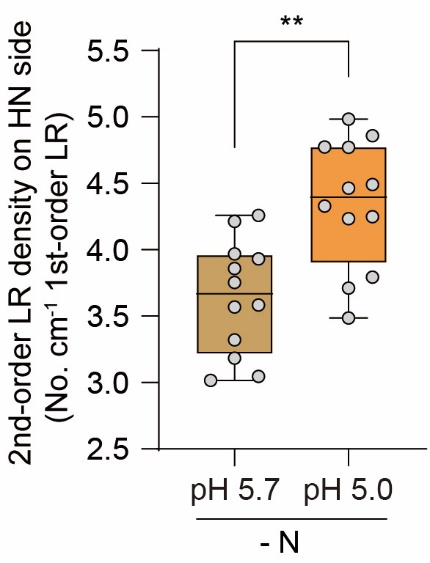 2nd-order LR density on HN side
(No. cm⁻¹ 1st-order LR)
**
5.5
5.0
4.5
4.0
3.5
3.0
2.5
pH 5.7 pH 5.0
- N